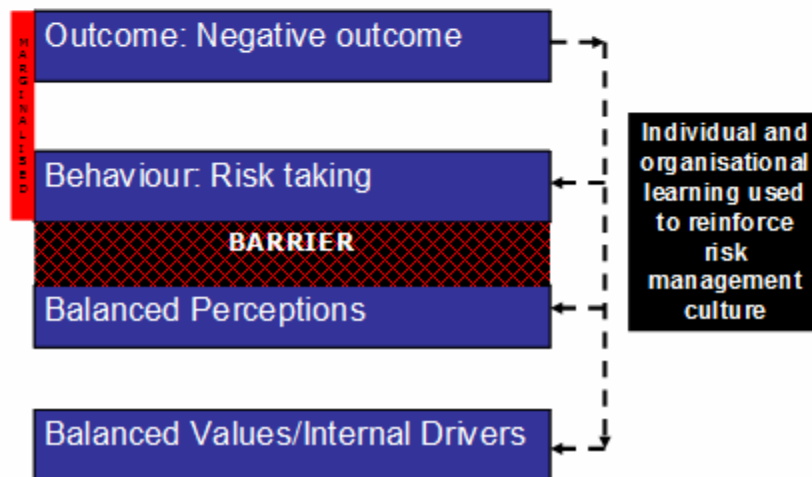 MARGINALISED
Outcome: Negative outcome
Behaviour: Risk taking
BARRIER
Balanced Perceptions
Balanced Values/Internal Drivers
Individual and
organisational
learning used
to reinforce
risk
management
culture